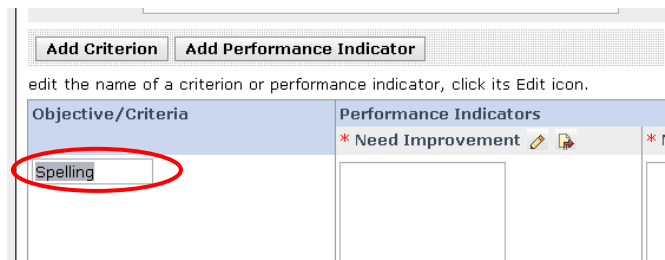 Add Criterion Add Performance Indicator
edit the name of a criterion or performance indicator, click its Edit icon.
Objective/Criteria Performance Indicators
* Need Improvement *
Spelling